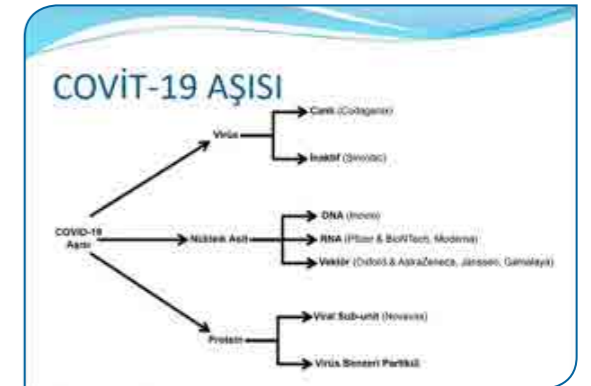 COVİT-19 AŞISI
Canlı (Codagenix)
Virüs
İnaktif (Sinovac)
DNA (Inovio)
COVID-19
Aşısı
Nükleik Asit
RNA (Pfizer & BioNTech, Moderna)
Vektör (Oxford & AstraZeneca, Janssen, Gamaleya)
Viral Sub-unit (Novavax)
Protein
Virüs Benzeri Partikül